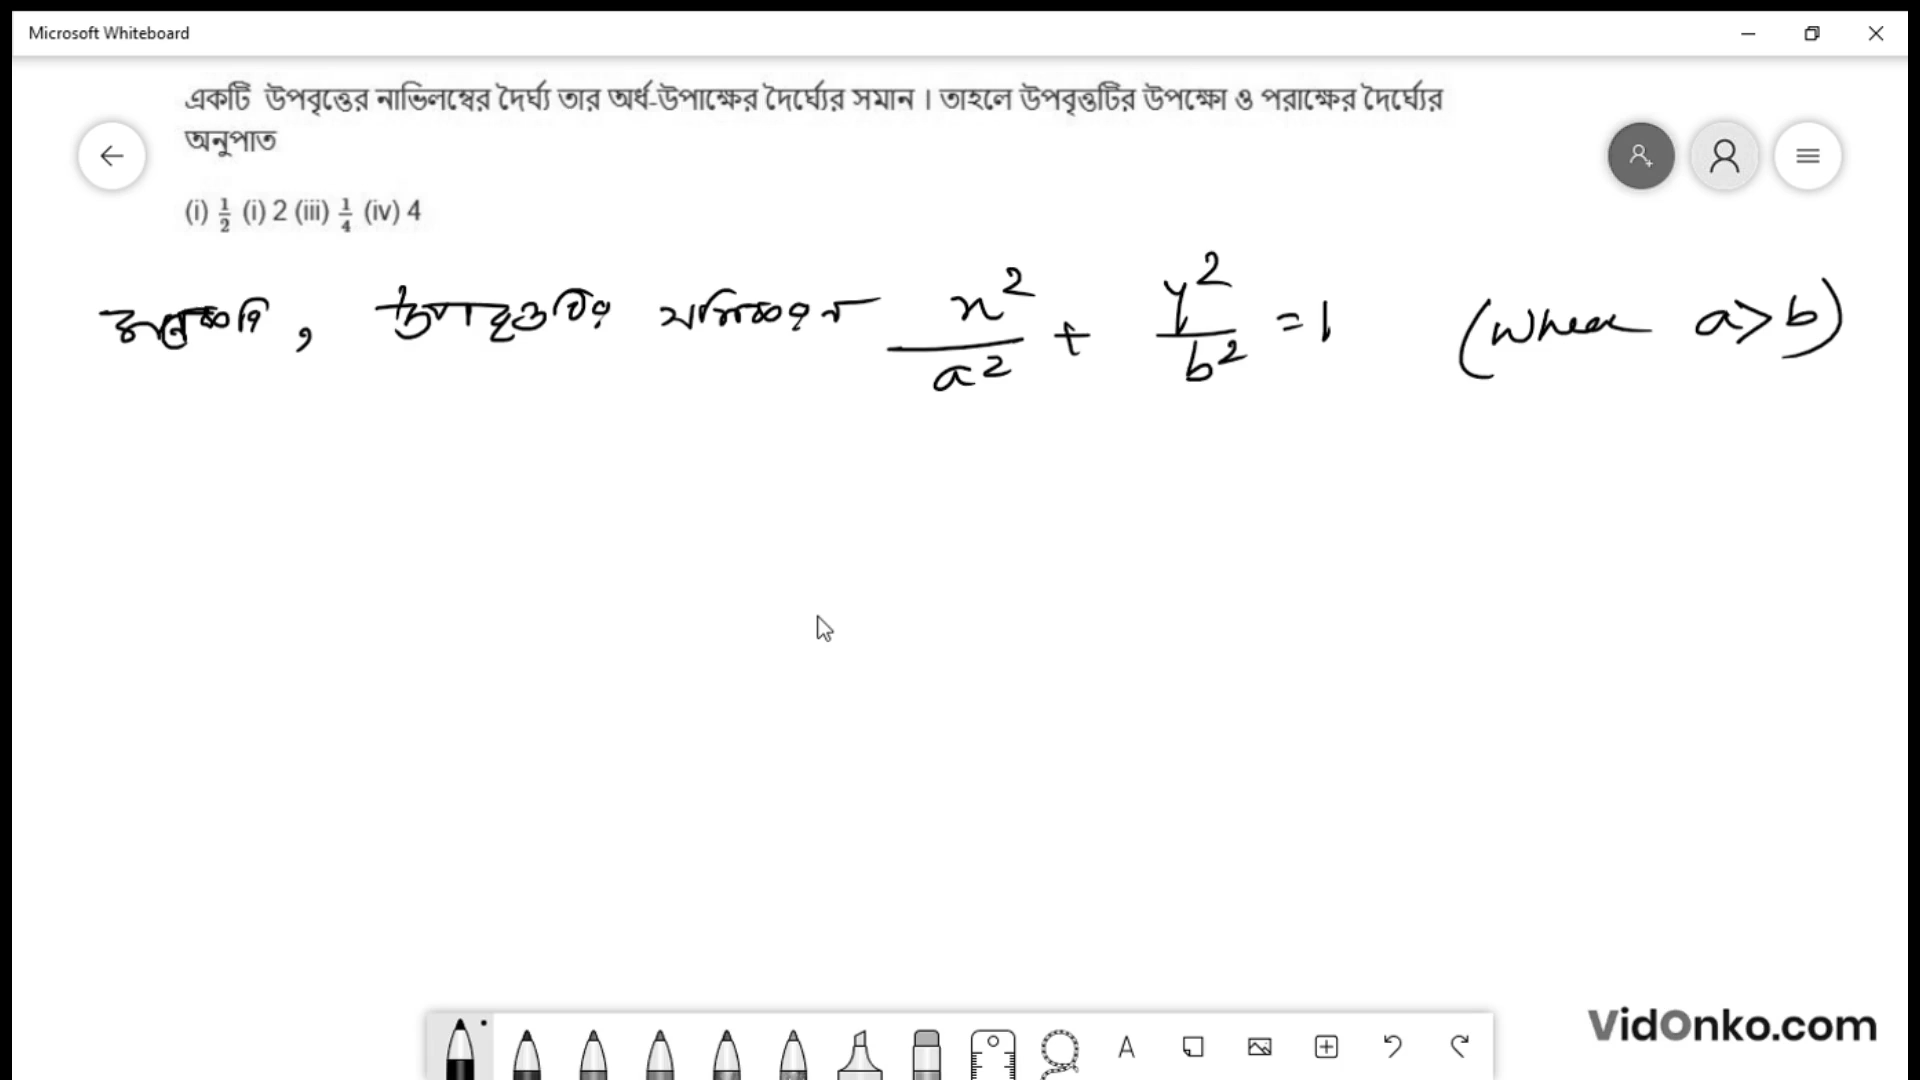 Microsoft Whiteboard
একটি উপবৃত্তের নাভিলম্বের দৈর্ঘ্য তার অর্ধ-উপাক্ষের দৈর্ঘ্যের সমান । তাহলে উপবৃত্তটির উপক্ষো ও পরাক্ষের দৈর্ঘ্যের
অনুপাত
(i) 1/2 (i) 2 (iii) 1/4 (iv) 4
x²/a² + y²/b² = 1 (Where a>b)
A
VidOnko.com